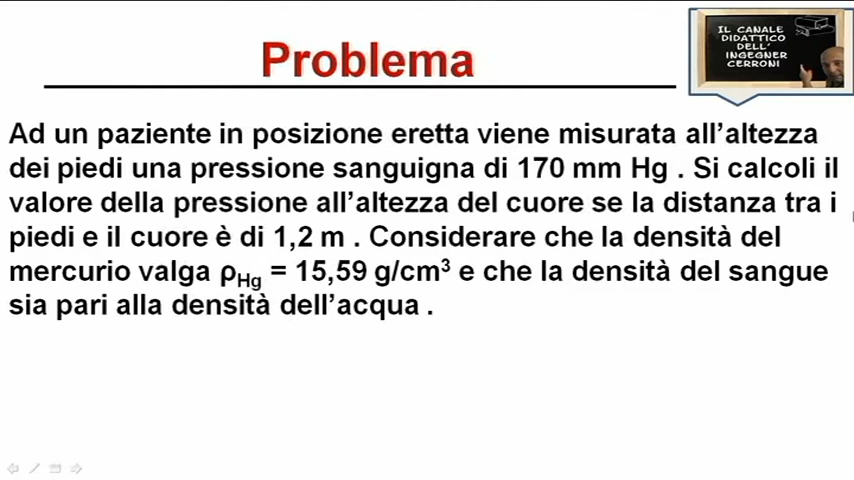 Problema
IL CANALE
DIDATTICO
DELL'
INGEGNER
CERRONI
Ad un paziente in posizione eretta viene misurata all'altezza
dei piedi una pressione sanguigna di 170 mm Hg . Si calcoli il
valore della pressione all'altezza del cuore se la distanza tra i
piedi e il cuore è di 1,2 m . Considerare che la densità del
mercurio valga ρHg = 15,59 g/cm³ e che la densità del sangue
sia pari alla densità dell'acqua .